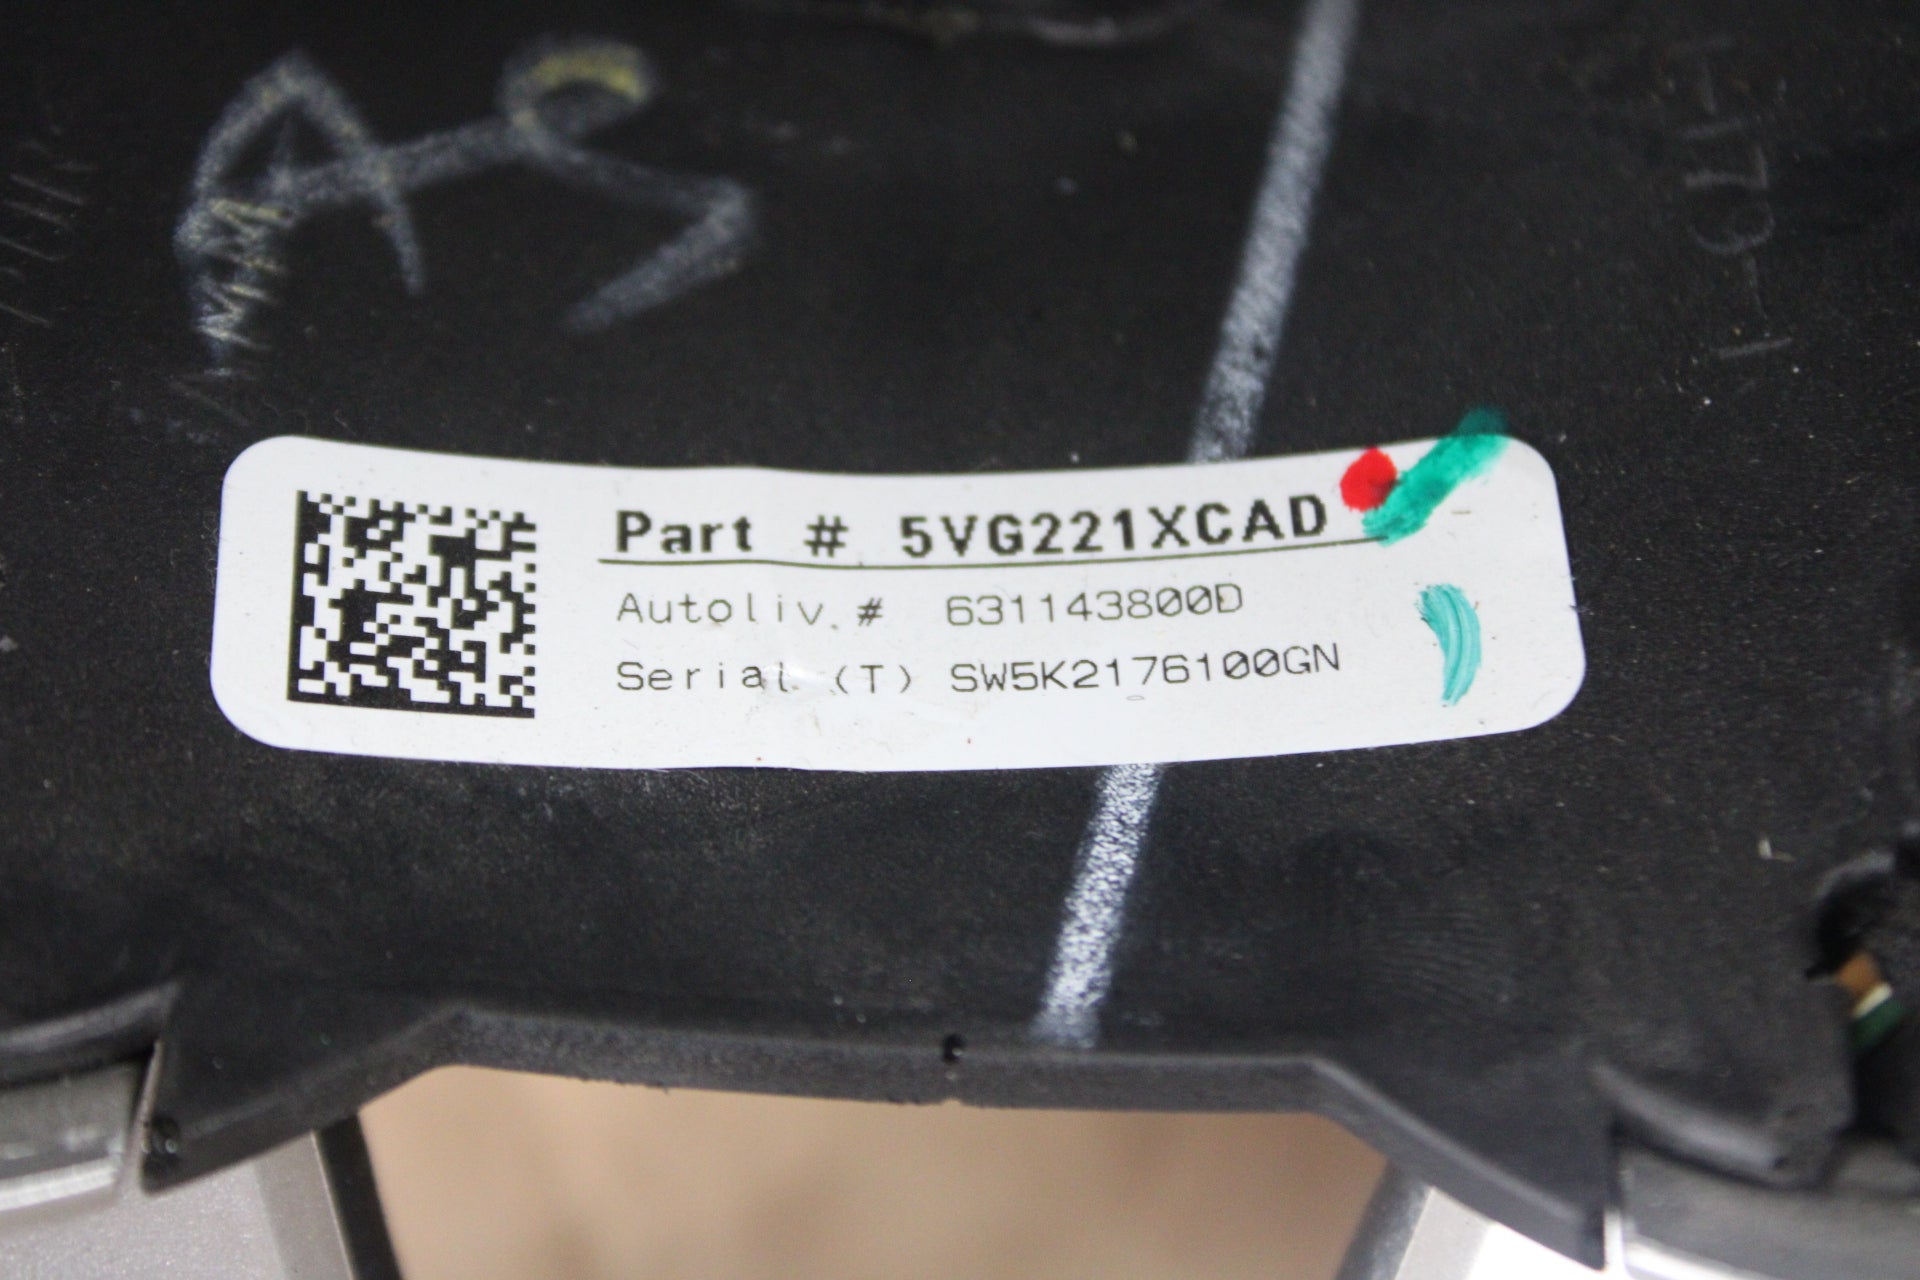 Part # 5VG221XCAD
Autoliv # 631143800D
Serial (T) SW5K2176100GN